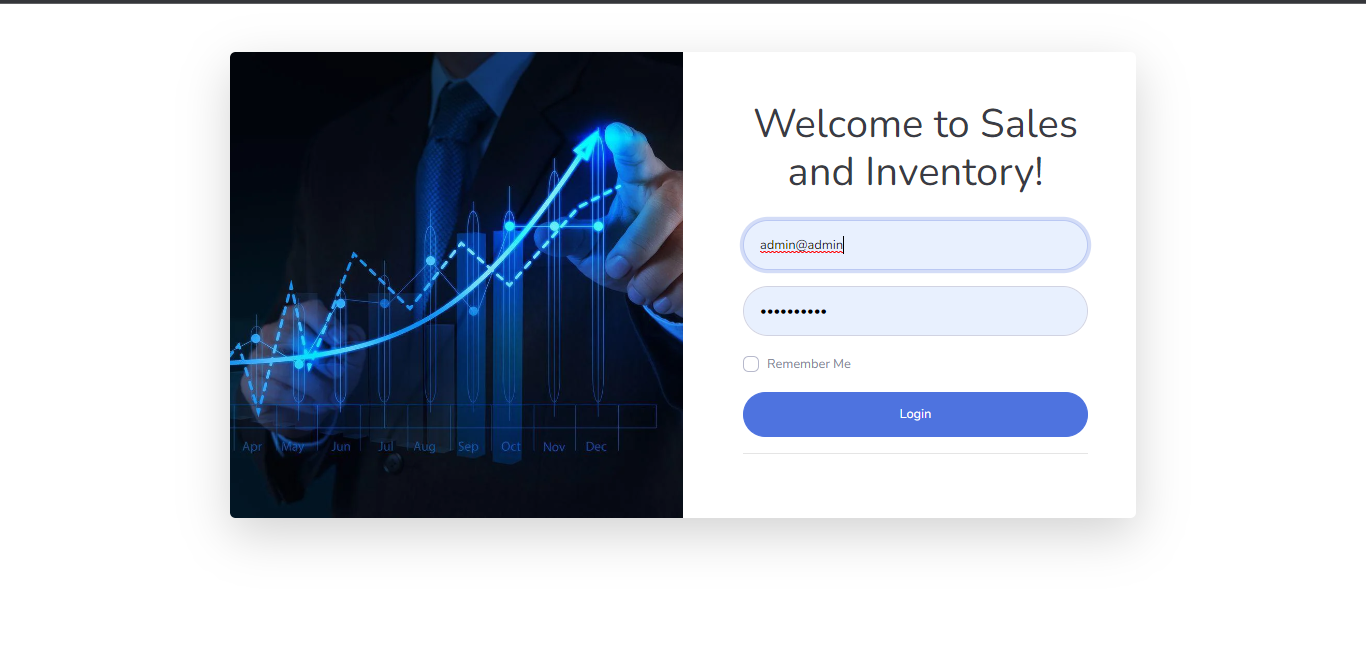 Welcome to Sales
and Inventory!
admin@admin
••••••••••
Remember Me
Login
Apr May Jun Jul Aug Sep Oct Nov Dec